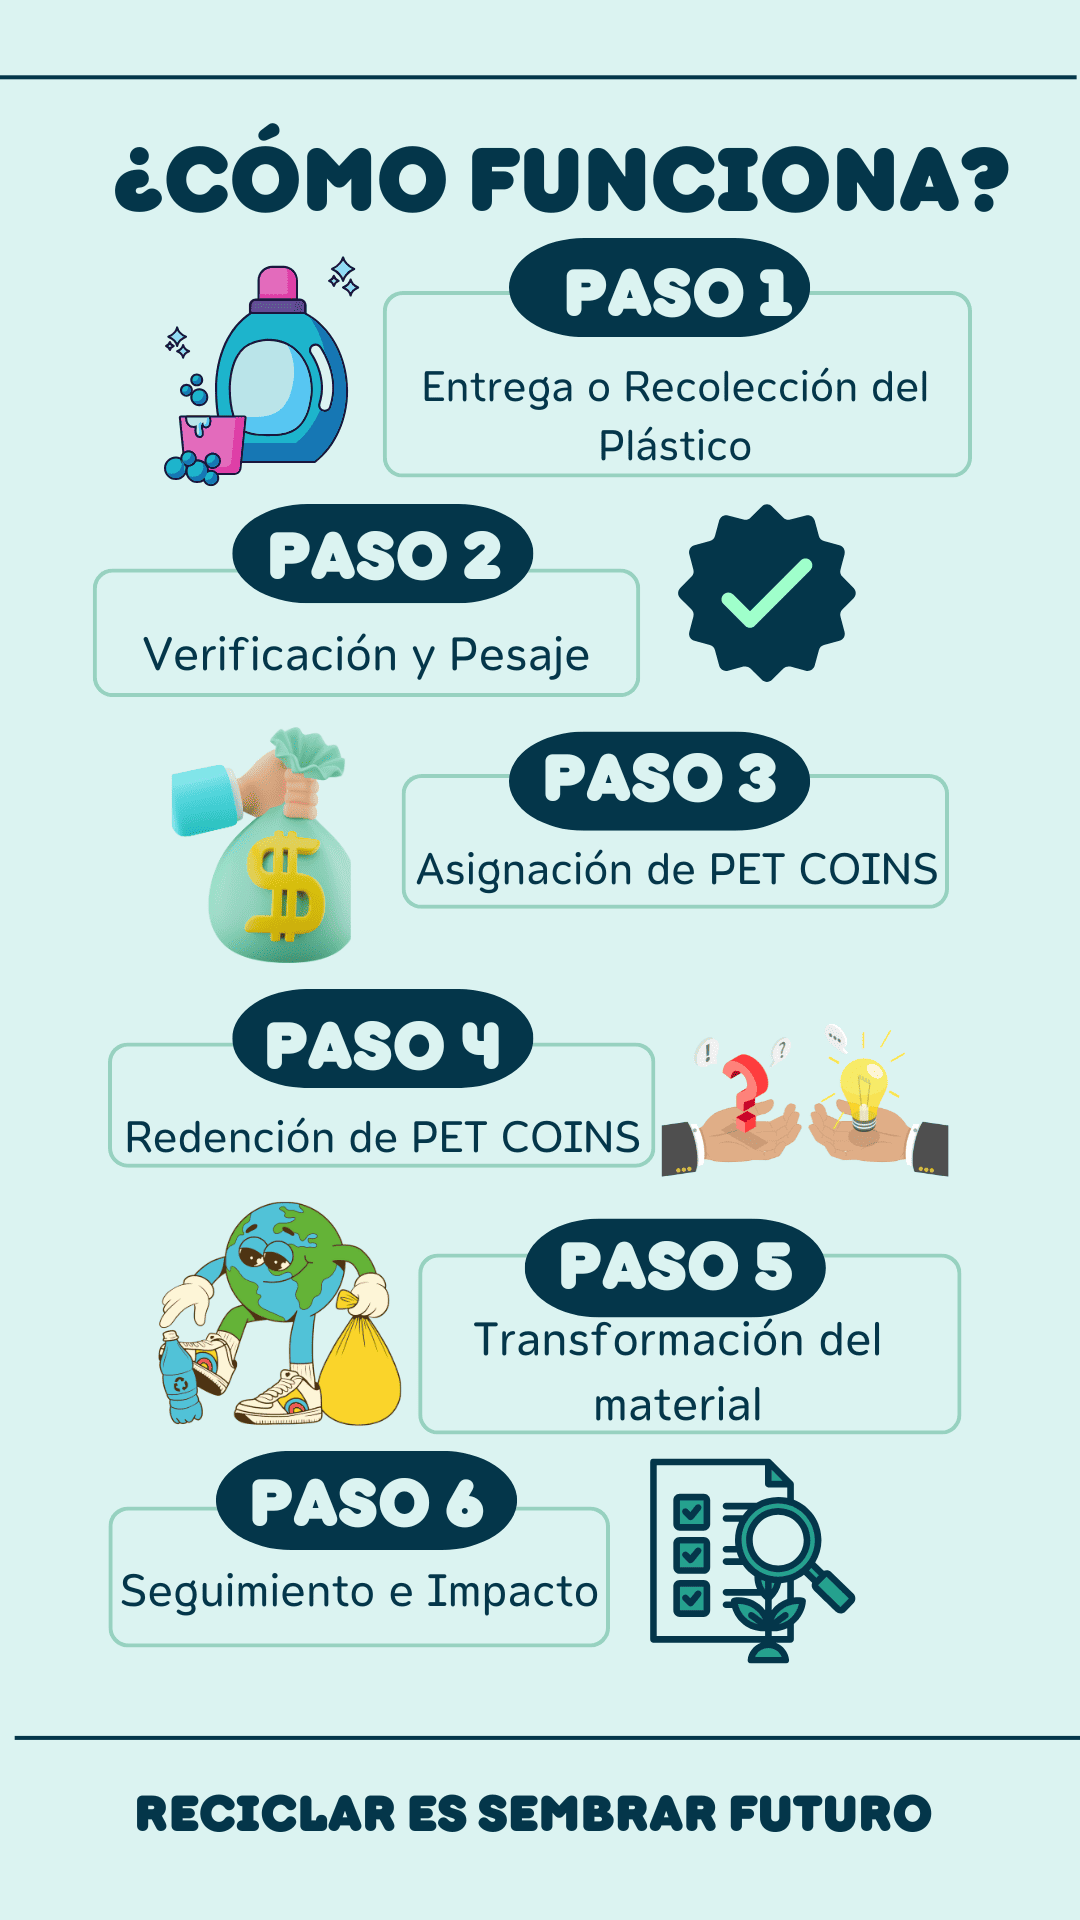 ¿CÓMO FUNCIONA?
PASO 1
Entrega o Recolección del
Plástico
PASO 2
Verificación y Pesaje
PASO 3
Asignación de PET COINS
PASO 4
Redención de PET COINS
! ? ...
PASO 5
Transformación del
material
PASO 6
Seguimiento e Impacto
RECICLAR ES SEMBRAR FUTURO